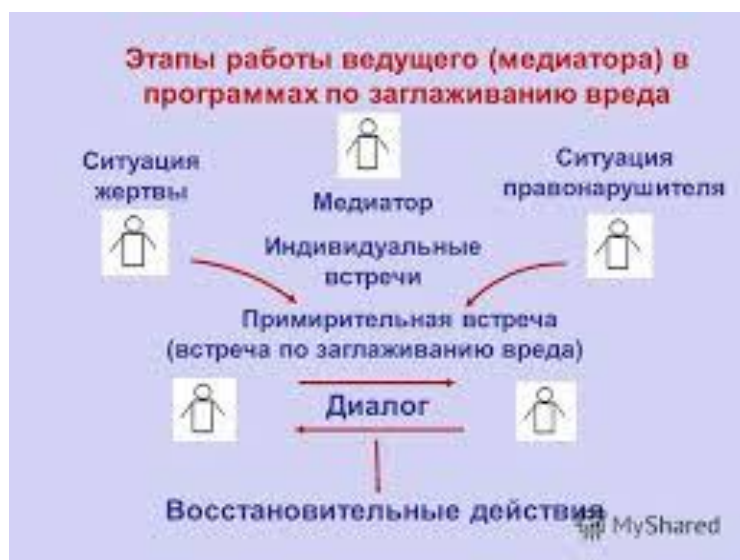 Этапы работы ведущего (медиатора) в
программах по заглаживанию вреда
Ситуация
жертвы
Медиатор
Ситуация
правонарушителя
Индивидуальные
встречи
Примирительная встреча
(встреча по заглаживанию вреда)
Диалог
Восстановительные действия
MyShared